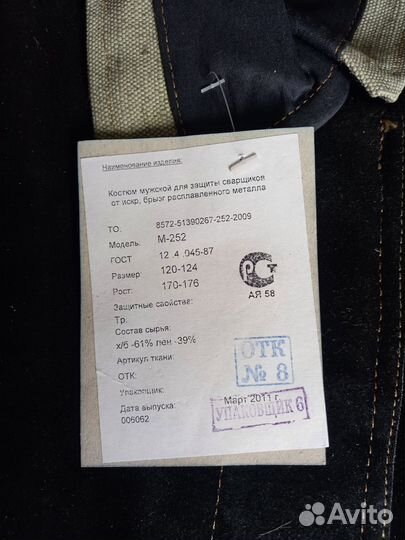 Наименование изделия:
Костюм мужской для защиты сварщиков
от искр, брызг расплавленного металла
ТО: 8572-51390267-252-2009
Модель: М-252
ГОСТ 12 .4 .045-87
Размер: 120-124
Рост: 170-176
РСТ
АЯ 58
Защитные свойства:
Тр.
Состав сырья:
х/б -61% лен -39%
Артикул ткани:
ОТК:
ОТК
№ 8
Упаковщик:
Дата выпуска: Март 2011 г
УПАКОВЩИК 6
006062
Avito